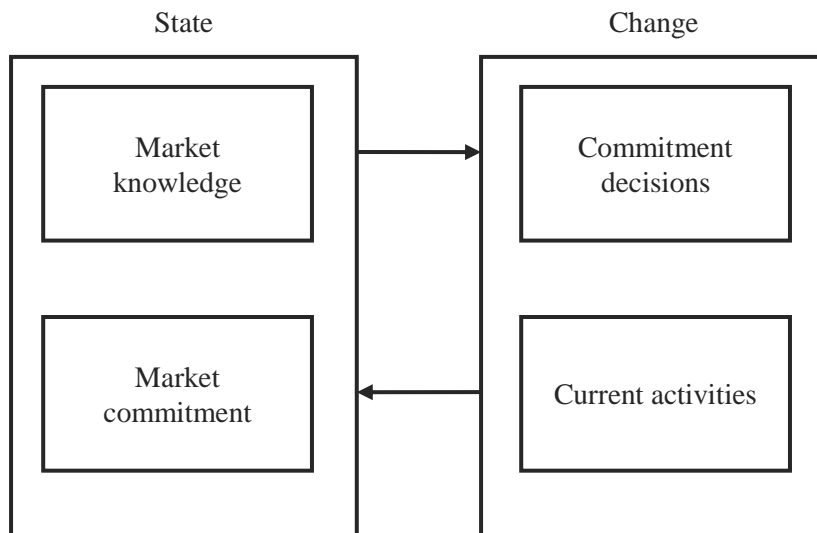 State
Change
Market
knowledge
Commitment
decisions
Market
commitment
Current activities